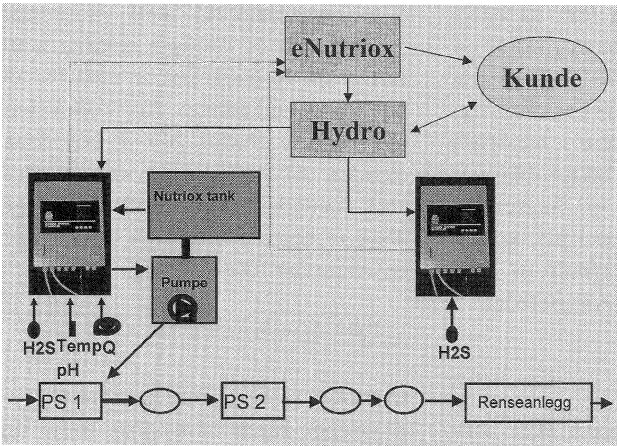 eNutriox
Kunde
Hydro
Nutriox tank
Pumpe
H2S Temp Q
pH
H2S
PS 1
PS 2
Renseanlegg